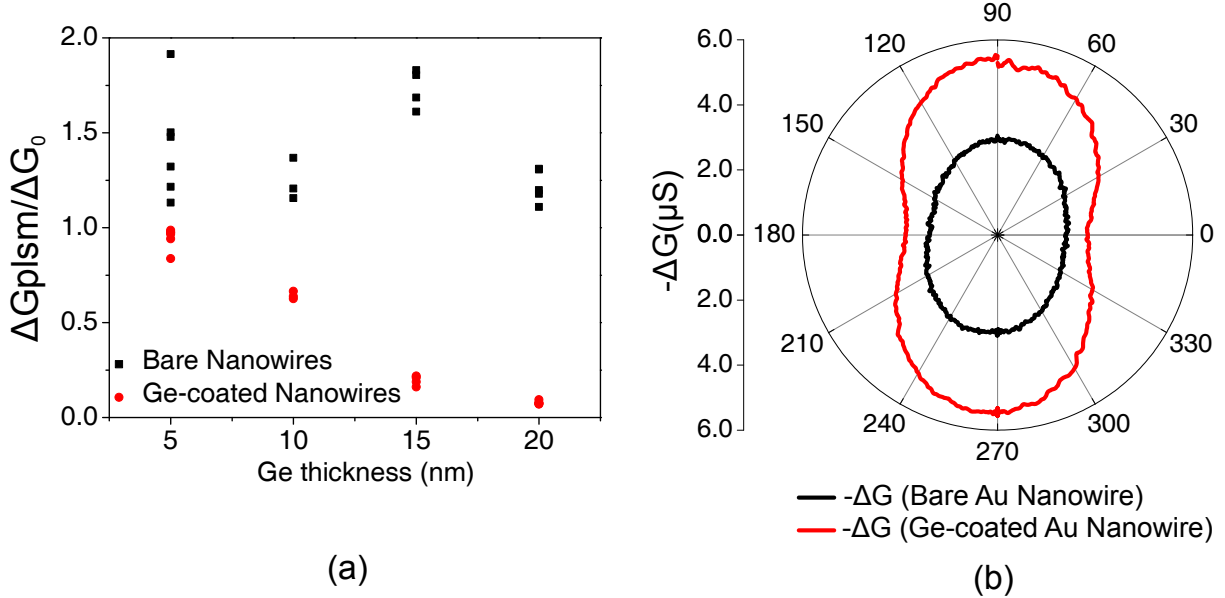 2.0
1.5
1.0
0.5
0.0
ΔGplsm/ΔG₀
Bare Nanowires
Ge-coated Nanowires
5 10 15 20
Ge thickness (nm)
(a)
6.0
4.0
2.0
0.0
2.0
4.0
6.0
-ΔG(μS)
90
120 60
150 30
180 0
210 330
240 300
270
-ΔG (Bare Au Nanowire)
-ΔG (Ge-coated Au Nanowire)
(b)